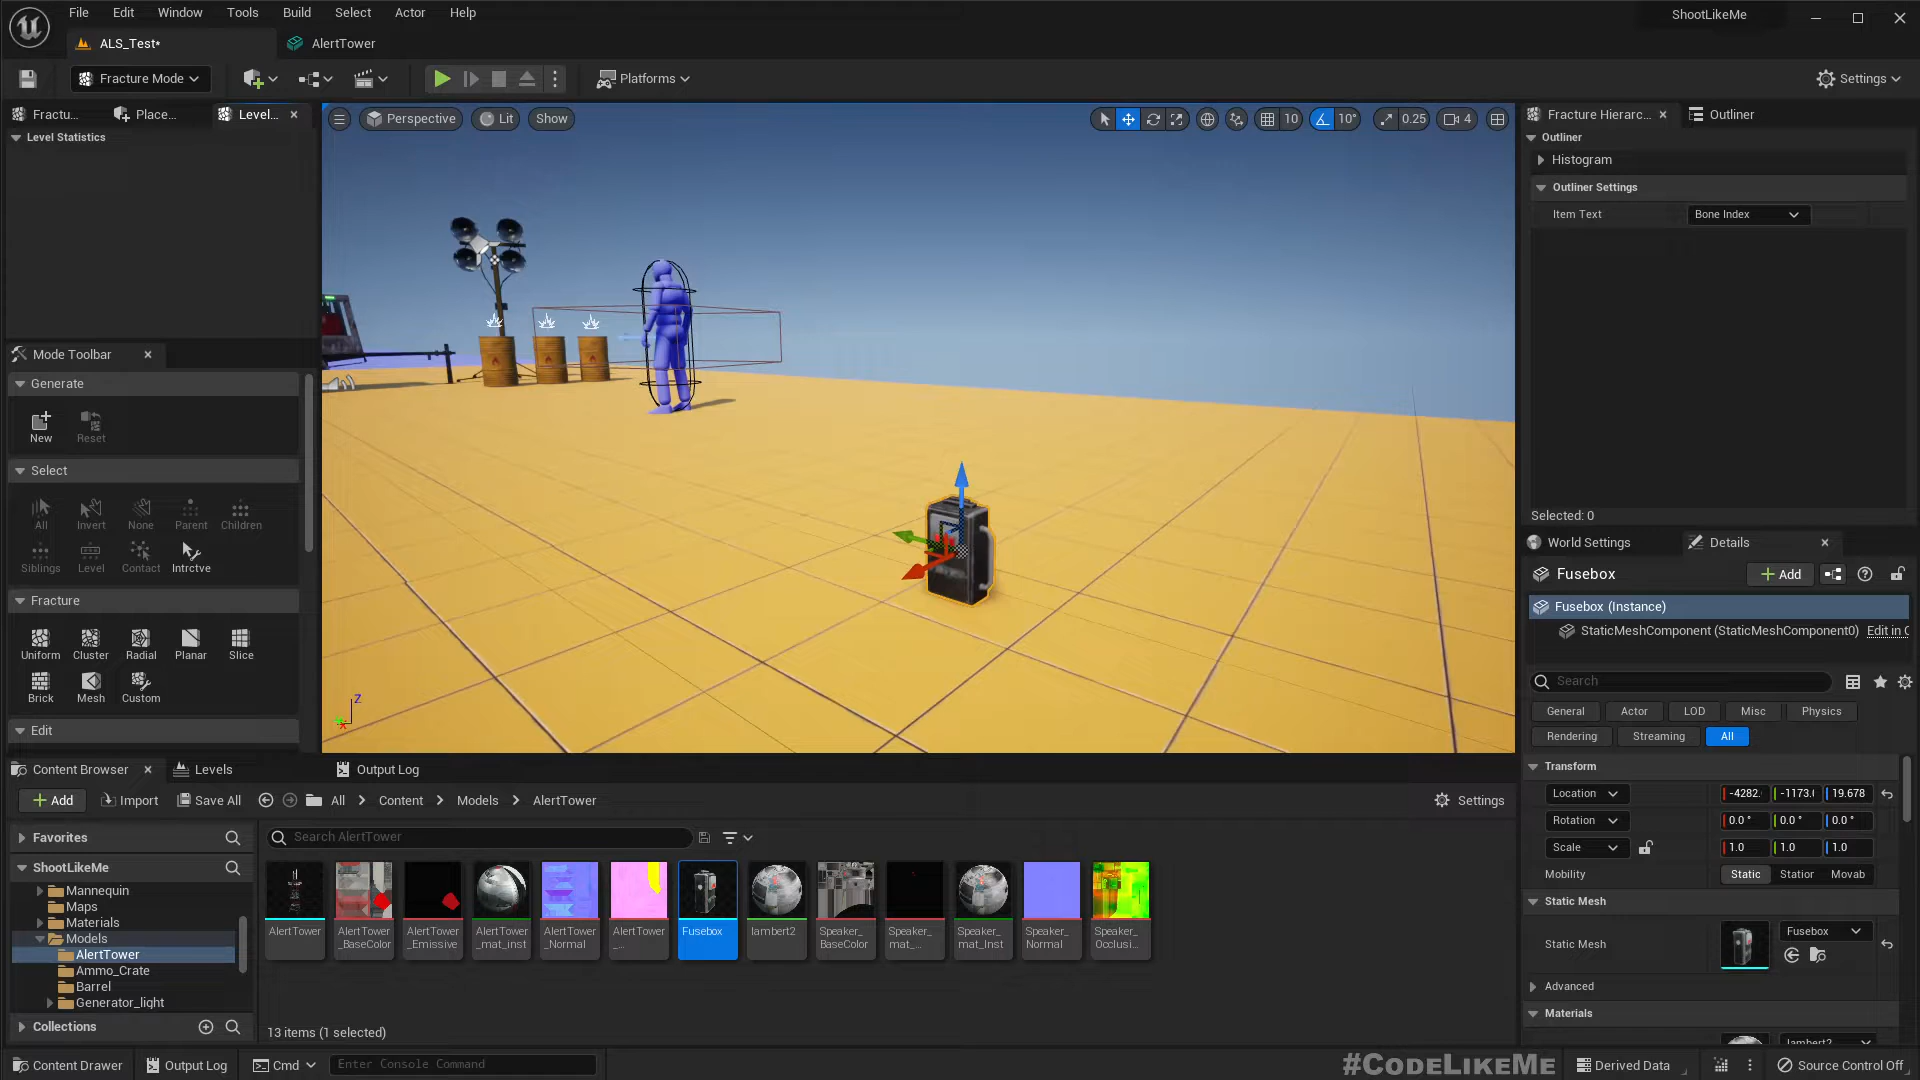 File Edit Window Tools Build Select Actor Help
ShootLikeMe
ALS_Test*
AlertTower
Fracture Mode
Platforms
Settings
Fractu...
Place...
Level...
Level Statistics
Perspective
Lit
Show
10
10°
0.25
4
Fracture Hierarc...
Outliner
Outliner
Histogram
Outliner Settings
Item Text
Bone Index
Selected: 0
Mode Toolbar
Generate
New
Reset
Select
All
Invert
None
Parent
Children
Siblings
Level
Contact
Intrctve
Fracture
Uniform
Cluster
Radial
Planar
Slice
Brick
Mesh
Custom
Edit
Z
X
World Settings
Details
Fusebox
Add
Fusebox (Instance)
StaticMeshComponent (StaticMeshComponent0)
Edit in C
Search
General
Actor
LOD
Misc
Physics
Rendering
Streaming
All
Transform
Location
-4282.
-1173.(
19.678
Rotation
0.0 °
0.0 °
0.0 °
Scale
1.0
1.0
1.0
Mobility
Static
Station
Movab
Static Mesh
Static Mesh
Fusebox
Advanced
Materials
lambert2
Content Browser
Levels
Output Log
Add
Import
Save All
All
Content
Models
AlertTower
Settings
Favorites
Search AlertTower
ShootLikeMe
Mannequin
Maps
Materials
Models
AlertTower
Ammo_Crate
Barrel
Generator_light
Collections
AlertTower
AlertTower
_BaseColor
AlertTower
_Emissive
AlertTower
_mat_inst
AlertTower
_Normal
AlertTower
_...
Fusebox
lambert2
Speaker_
BaseColor
Speaker_
mat_...
Speaker_
mat_Inst
Speaker_
Normal
Speaker_
Occlusi...
13 items (1 selected)
Content Drawer
Output Log
Cmd
Enter Console Command
#CODELIKEME
Derived Data
Source Control Off